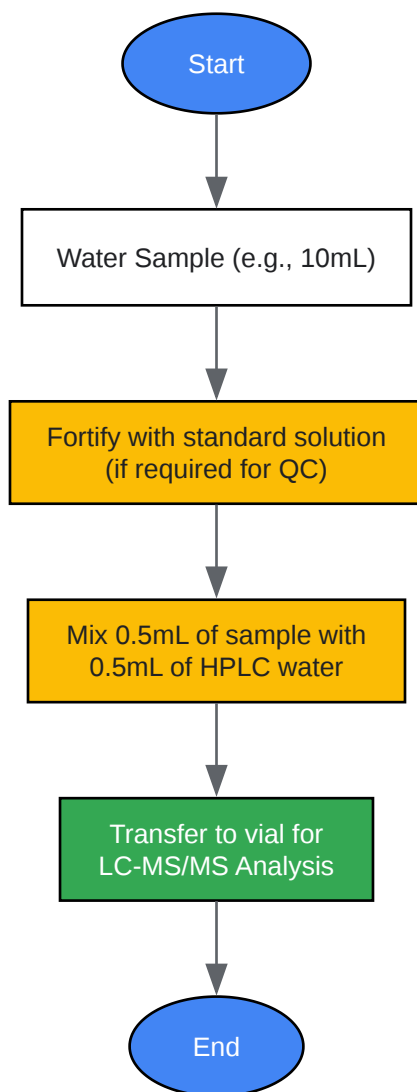 Start
Water Sample (e.g., 10mL)
Fortify with standard solution
(if required for QC)
Mix 0.5mL of sample with
0.5mL of HPLC water
Transfer to vial for
LC-MS/MS Analysis
End